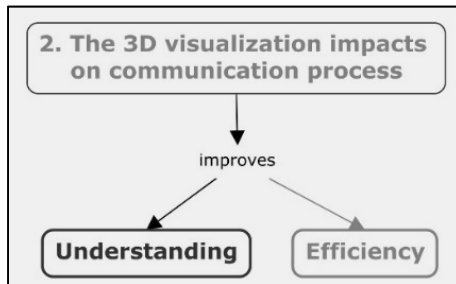 2. The 3D visualization impacts
on communication process
improves
Understanding
Efficiency